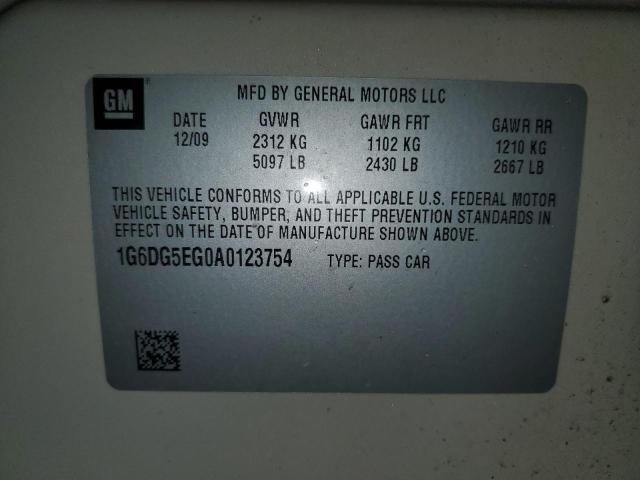 GM
MFD BY GENERAL MOTORS LLC
DATE GVWR GAWR FRT GAWR RR
12/09 2312 KG 1102 KG 1210 KG
5097 LB 2430 LB 2667 LB
THIS VEHICLE CONFORMS TO ALL APPLICABLE U.S. FEDERAL MOTOR
VEHICLE SAFETY, BUMPER, AND THEFT PREVENTION STANDARDS IN
EFFECT ON THE DATE OF MANUFACTURE SHOWN ABOVE.
1G6DG5EG0A0123754 TYPE: PASS CAR